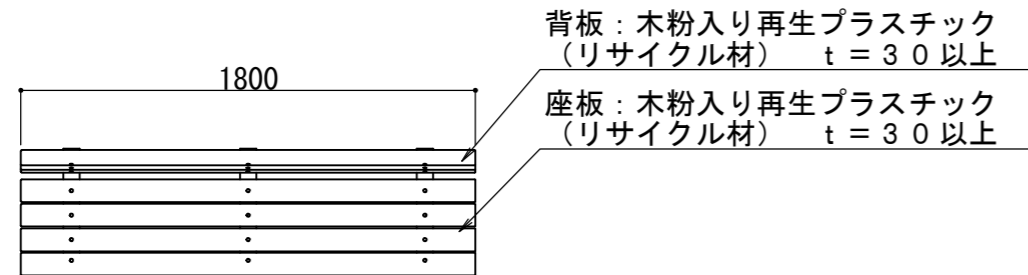 背板：木粉入り再生プラスチック
（リサイクル材）　ｔ＝３０以上
1800
座板：木粉入り再生プラスチック
（リサイクル材）　ｔ＝３０以上